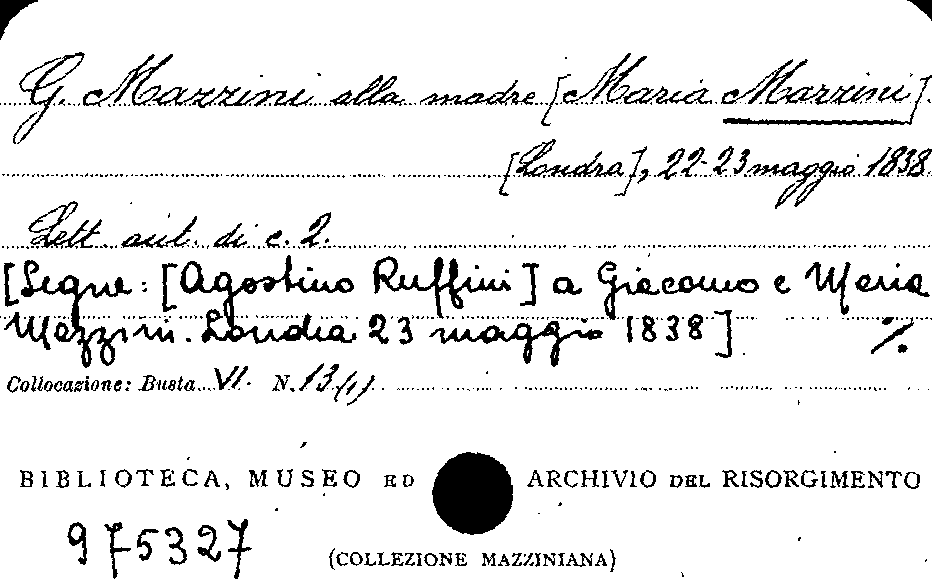 G. Mazzini alla madre [Maria Mazzini].
[Londra], 22-23 maggio 1838.
Lett. aut. di c. 2.
[Segue: [Agostino Ruffini] a Giacomo e Maria
Mazzini. Londra 23 maggio 1838] ./.
Collocazione: Busta VI. N. 13(1)
BIBLIOTECA, MUSEO ED ARCHIVIO DEL RISORGIMENTO
975327
(COLLEZIONE MAZZINIANA)